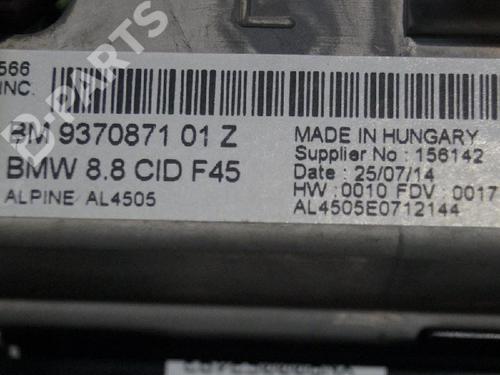 566
INC.
BM 9370871 01 Z
BMW 8.8 CID F45
ALPINE AL4505
MADE IN HUNGARY
Supplier No : 156142
Date : 25/07/14
HW :0010 FDV :0017
AL4505E0712144
D-PARTS